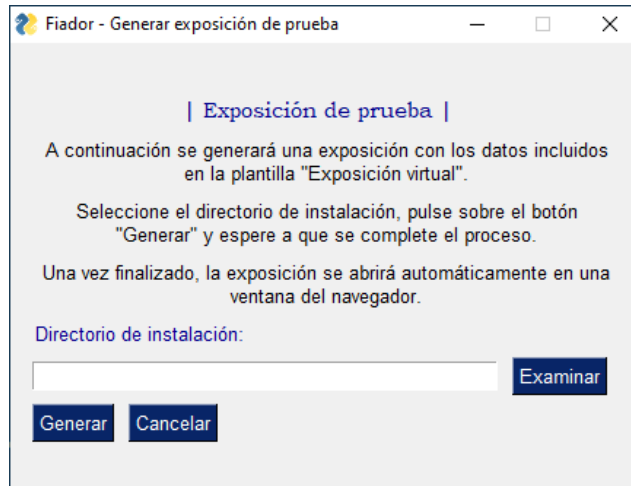 Fiador - Generar exposición de prueba
| Exposición de prueba |
A continuación se generará una exposición con los datos incluidos
en la plantilla "Exposición virtual".
Seleccione el directorio de instalación, pulse sobre el botón
"Generar" y espere a que se complete el proceso.
Una vez finalizado, la exposición se abrirá automáticamente en una
ventana del navegador.
Directorio de instalación:
Examinar
Generar Cancelar